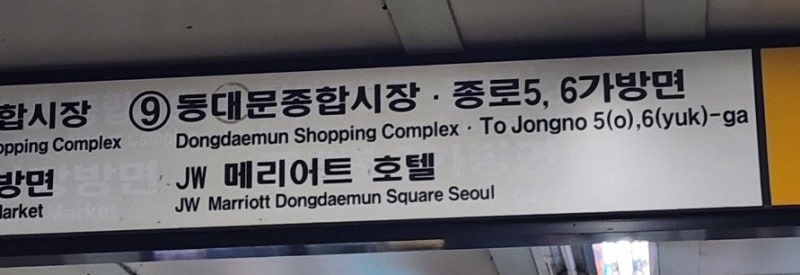 합시장
opping Complex
방면
arket
⑨ 동대문종합시장 · 종로5, 6가방면
Dongdaemun Shopping Complex · To Jongno 5(o),6(yuk)-ga
JW 메리어트 호텔
JW Marriott Dongdaemun Square Seoul